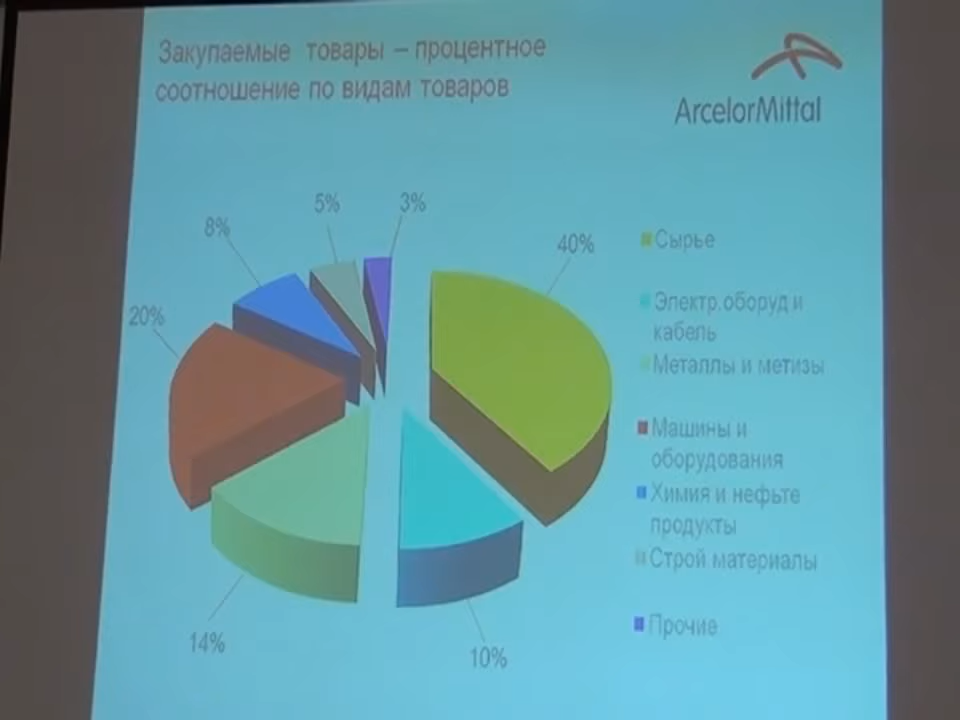 Закупаемые товары – процентное
соотношение по видам товаров
ArcelorMittal
5%
3%
8%
40%
20%
14%
10%
Сырье
Электр.оборуд и
кабель
Металлы и метизы
Машины и
оборудования
Химия и нефьте
продукты
Строй материалы
Прочие